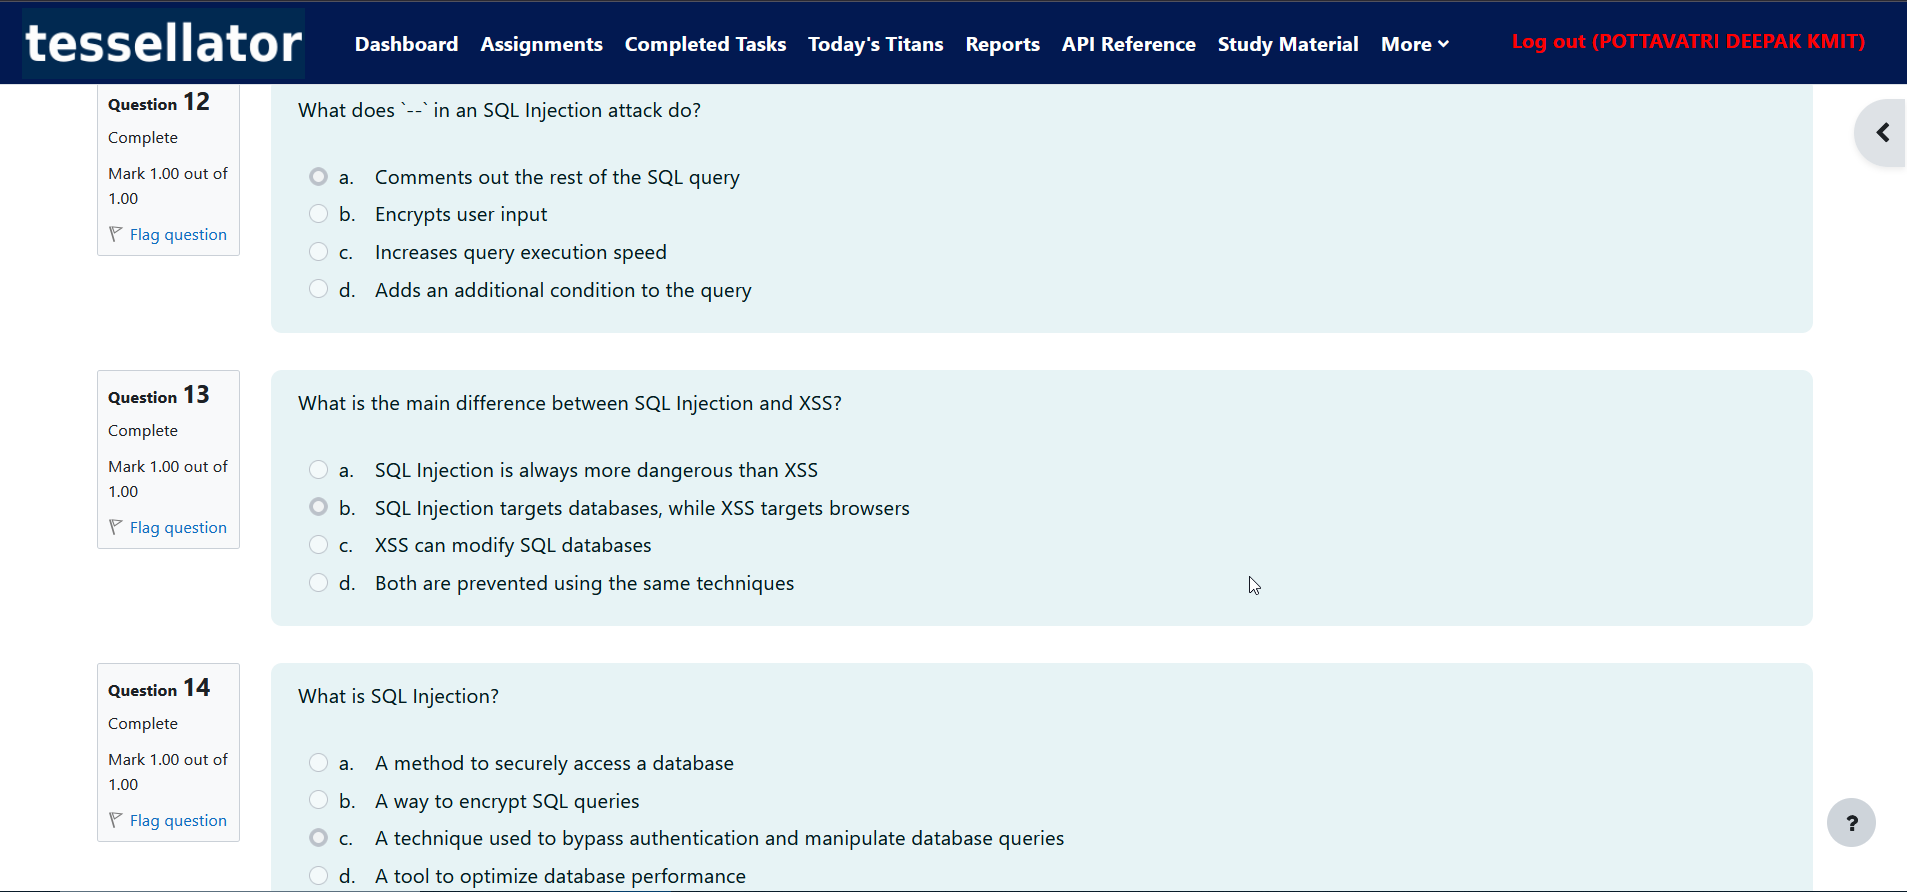 tessellator
Dashboard Assignments Completed Tasks Today's Titans Reports API Reference Study Material More Log out (POTTAVATRI DEEPAK KMIT)
Question 12
Complete
Mark 1.00 out of
1.00
Flag question
What does `--` in an SQL Injection attack do?
a. Comments out the rest of the SQL query
b. Encrypts user input
c. Increases query execution speed
d. Adds an additional condition to the query
Question 13
Complete
Mark 1.00 out of
1.00
Flag question
What is the main difference between SQL Injection and XSS?
a. SQL Injection is always more dangerous than XSS
b. SQL Injection targets databases, while XSS targets browsers
c. XSS can modify SQL databases
d. Both are prevented using the same techniques
Question 14
Complete
Mark 1.00 out of
1.00
Flag question
What is SQL Injection?
a. A method to securely access a database
b. A way to encrypt SQL queries
c. A technique used to bypass authentication and manipulate database queries
d. A tool to optimize database performance
?